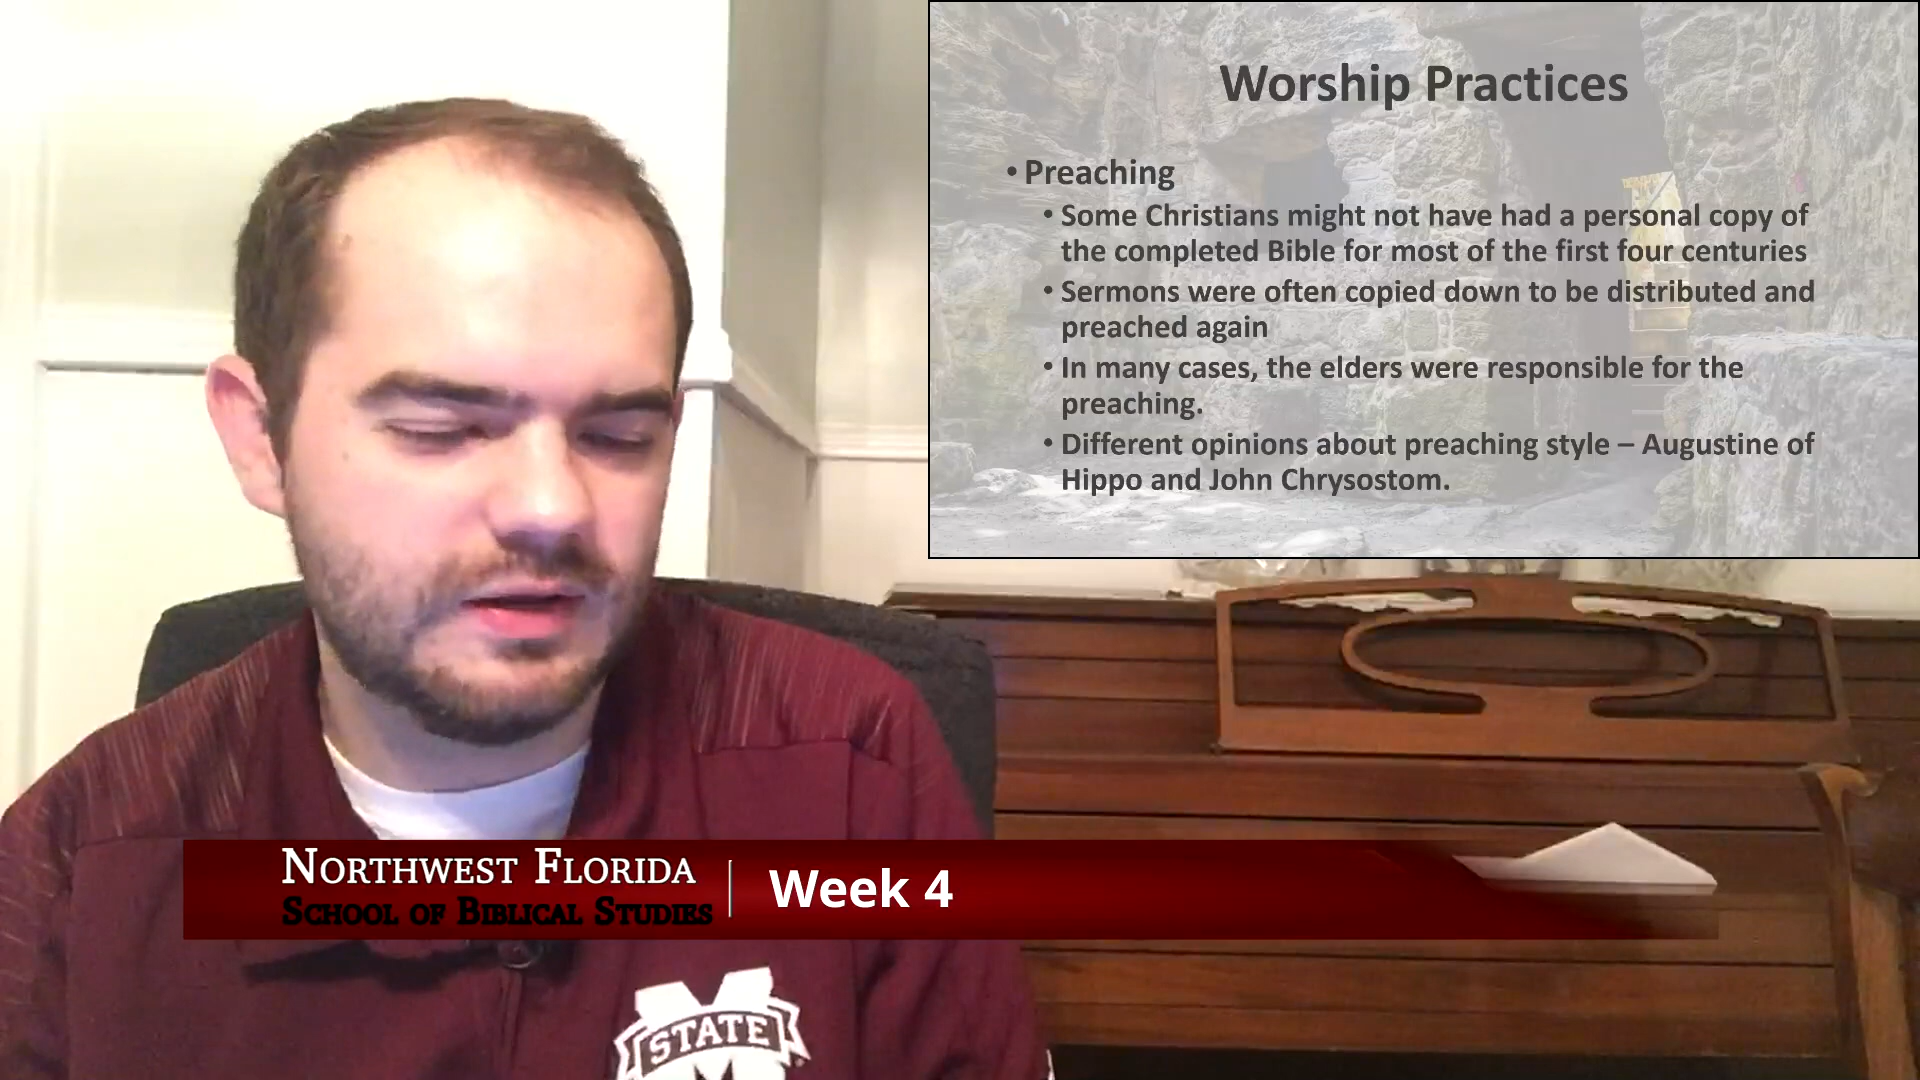 Worship Practices
• Preaching
• Some Christians might not have had a personal copy of
the completed Bible for most of the first four centuries
• Sermons were often copied down to be distributed and
preached again
• In many cases, the elders were responsible for the
preaching.
• Different opinions about preaching style – Augustine of
Hippo and John Chrysostom.
NORTHWEST FLORIDA
SCHOOL OF BIBLICAL STUDIES
Week 4
STATE